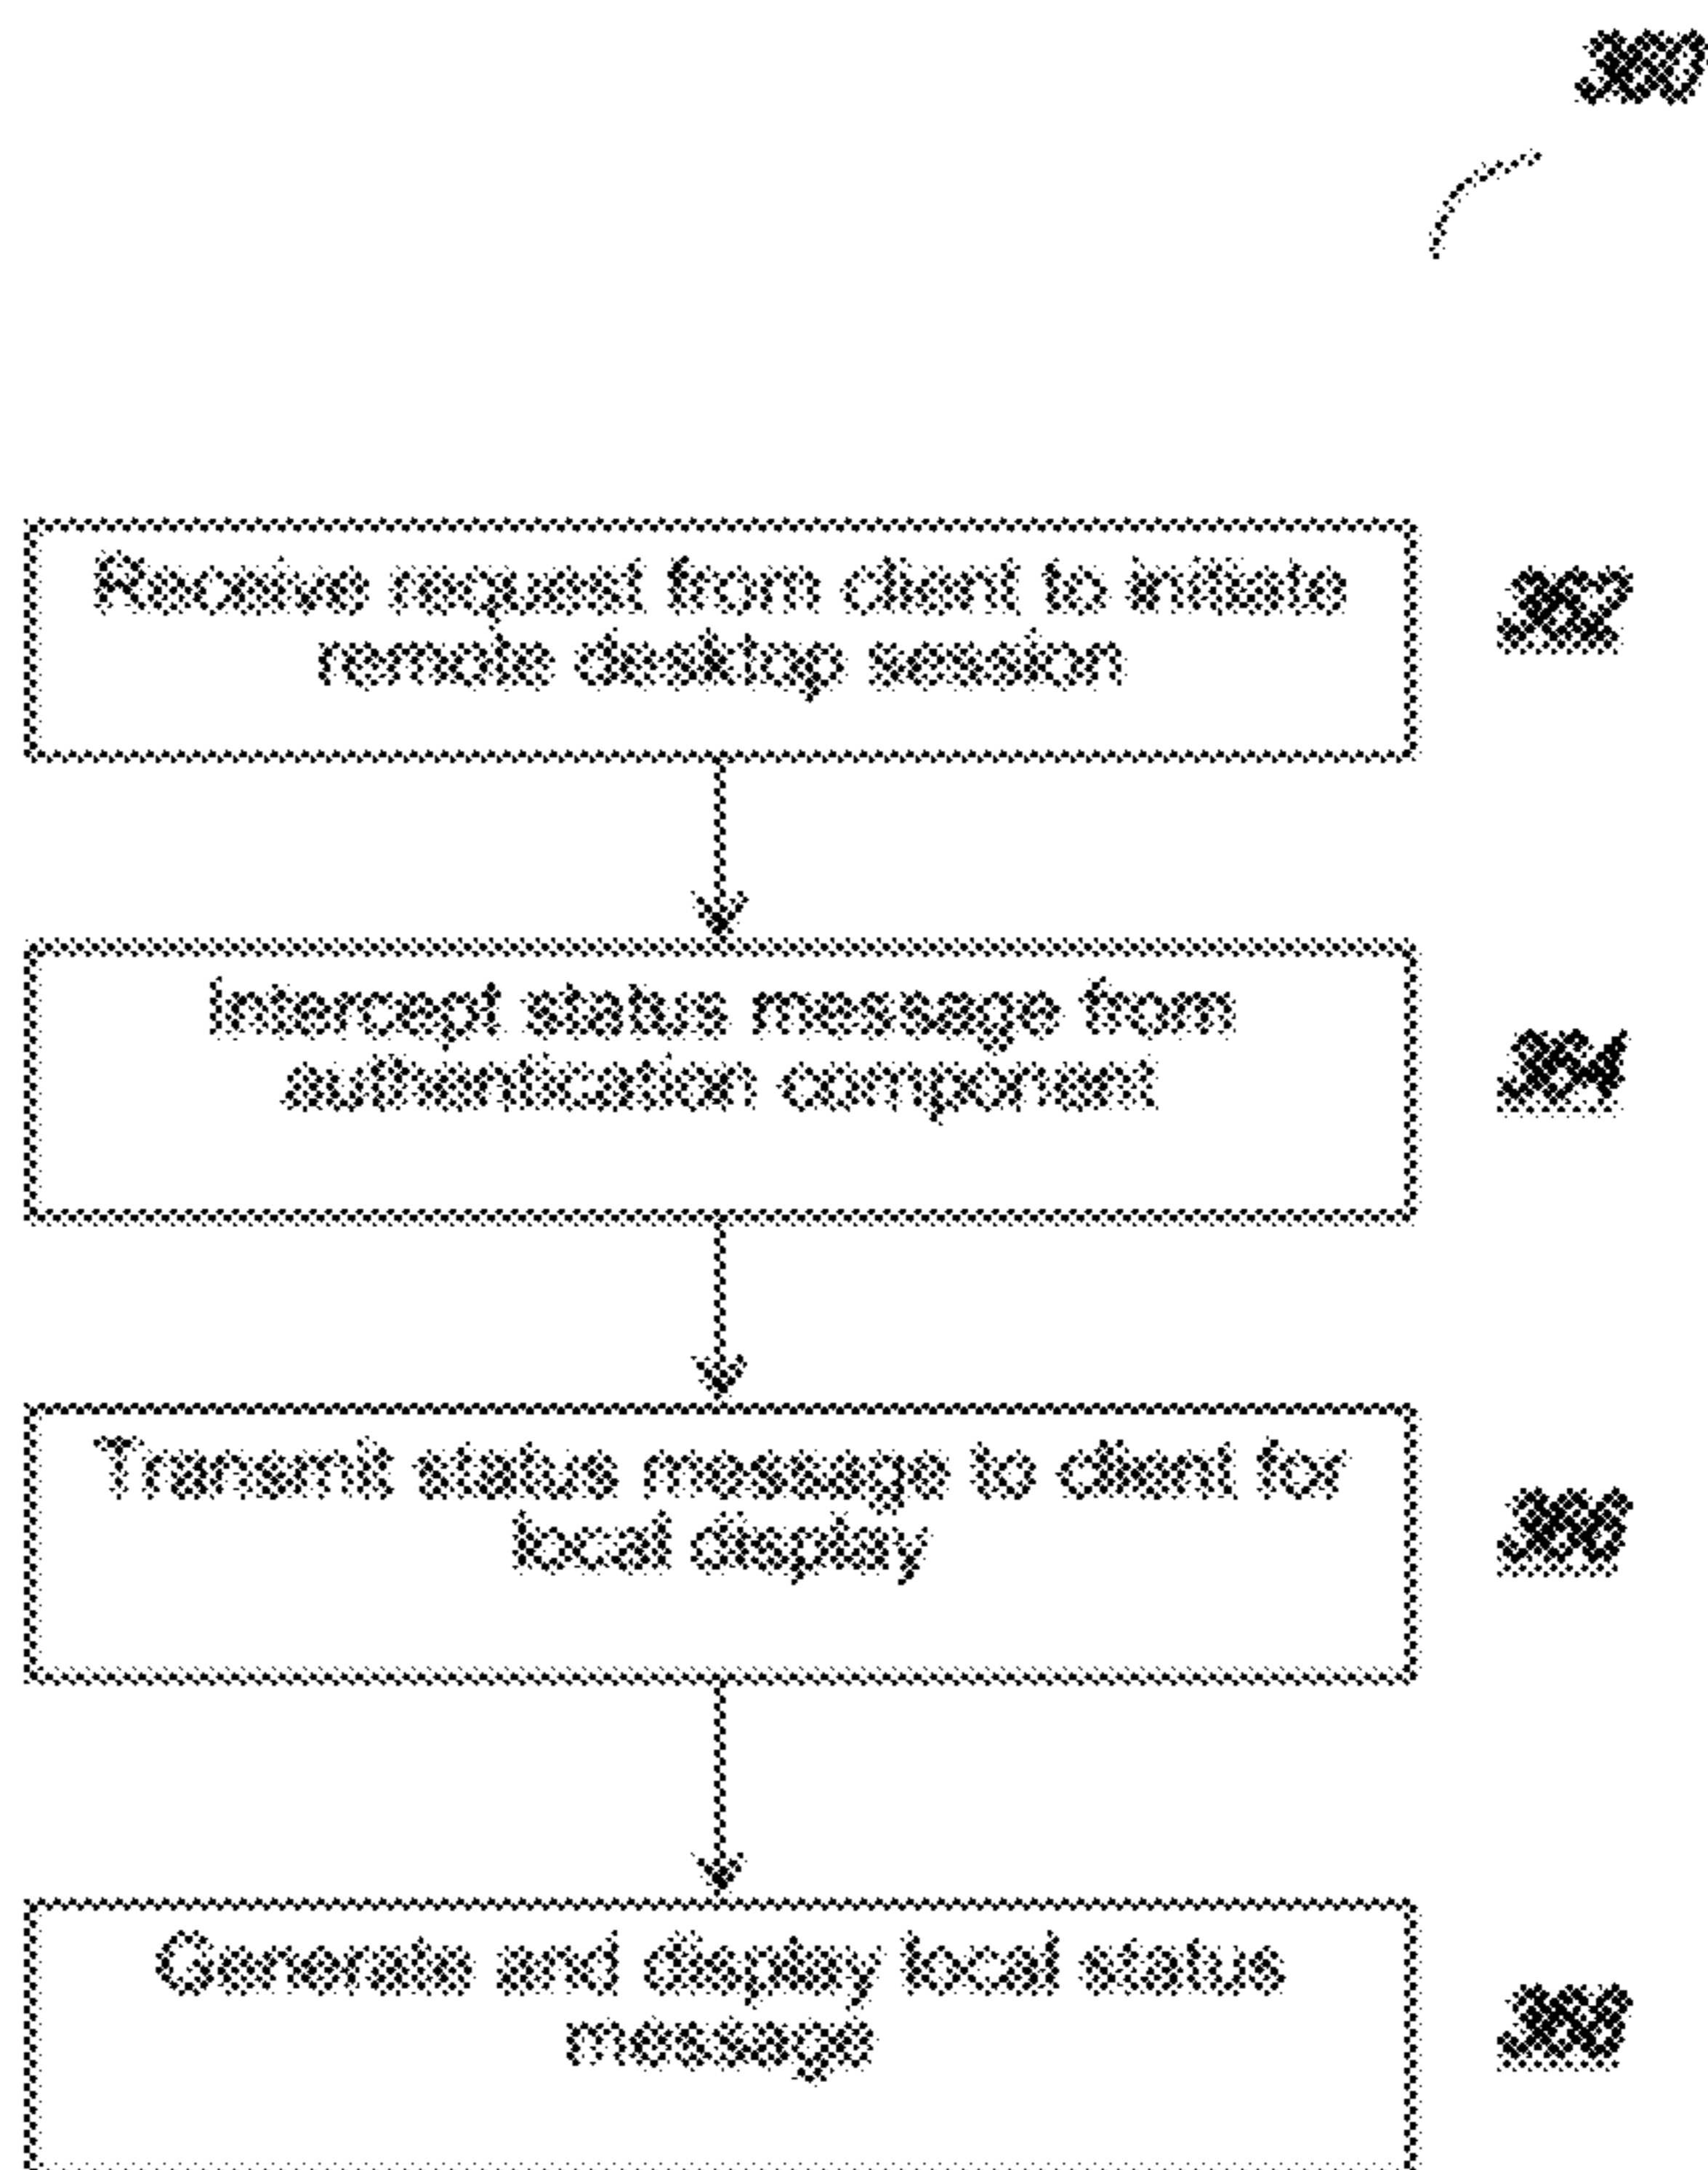 300
Receive request from client to initiate
remote desktop session
302
Intercept status message from
authentication component
304
Transmit status message to client for
local display
306
Generate and display local status
message
308